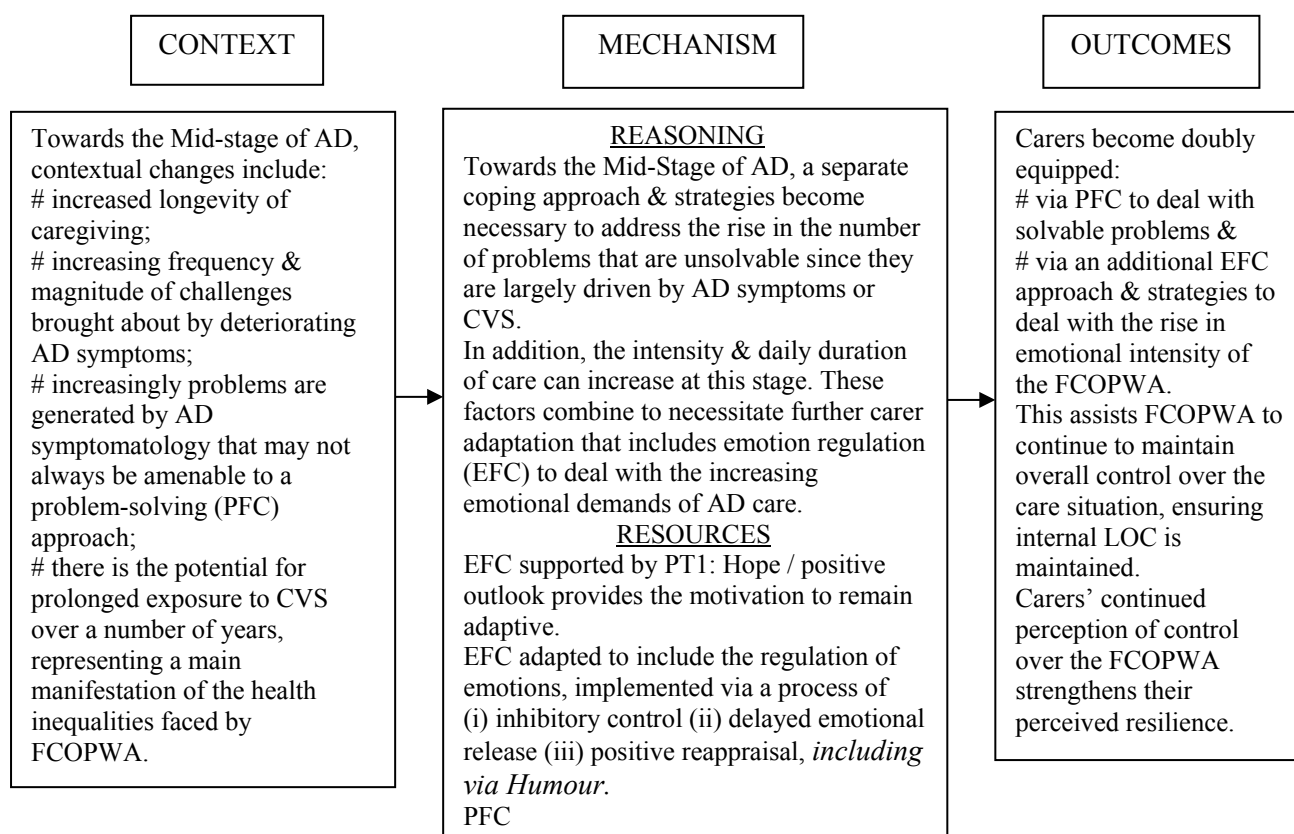 CONTEXT
MECHANISM
OUTCOMES
Towards the Mid-stage of AD,
contextual changes include:
# increased longevity of
caregiving;
# increasing frequency &
magnitude of challenges
brought about by deteriorating
AD symptoms;
# increasingly problems are
generated by AD
symptomatology that may not
always be amenable to a
problem-solving (PFC)
approach;
# there is the potential for
prolonged exposure to CVS
over a number of years,
representing a main
manifestation of the health
inequalities faced by
FCOPWA.
REASONING
Towards the Mid-Stage of AD, a separate
coping approach & strategies become
necessary to address the rise in the number
of problems that are unsolvable since they
are largely driven by AD symptoms or
CVS.
In addition, the intensity & daily duration
of care can increase at this stage. These
factors combine to necessitate further carer
adaptation that includes emotion regulation
(EFC) to deal with the increasing
emotional demands of AD care.
RESOURCES
EFC supported by PT1: Hope / positive
outlook provides the motivation to remain
adaptive.
EFC adapted to include the regulation of
emotions, implemented via a process of
(i) inhibitory control (ii) delayed emotional
release (iii) positive reappraisal, including
via Humour.
PFC
Carers become doubly
equipped:
# via PFC to deal with
solvable problems &
# via an additional EFC
approach & strategies to
deal with the rise in
emotional intensity of
the FCOPWA.
This assists FCOPWA to
continue to maintain
overall control over the
care situation, ensuring
internal LOC is
maintained.
Carers' continued
perception of control
over the FCOPWA
strengthens their
perceived resilience.